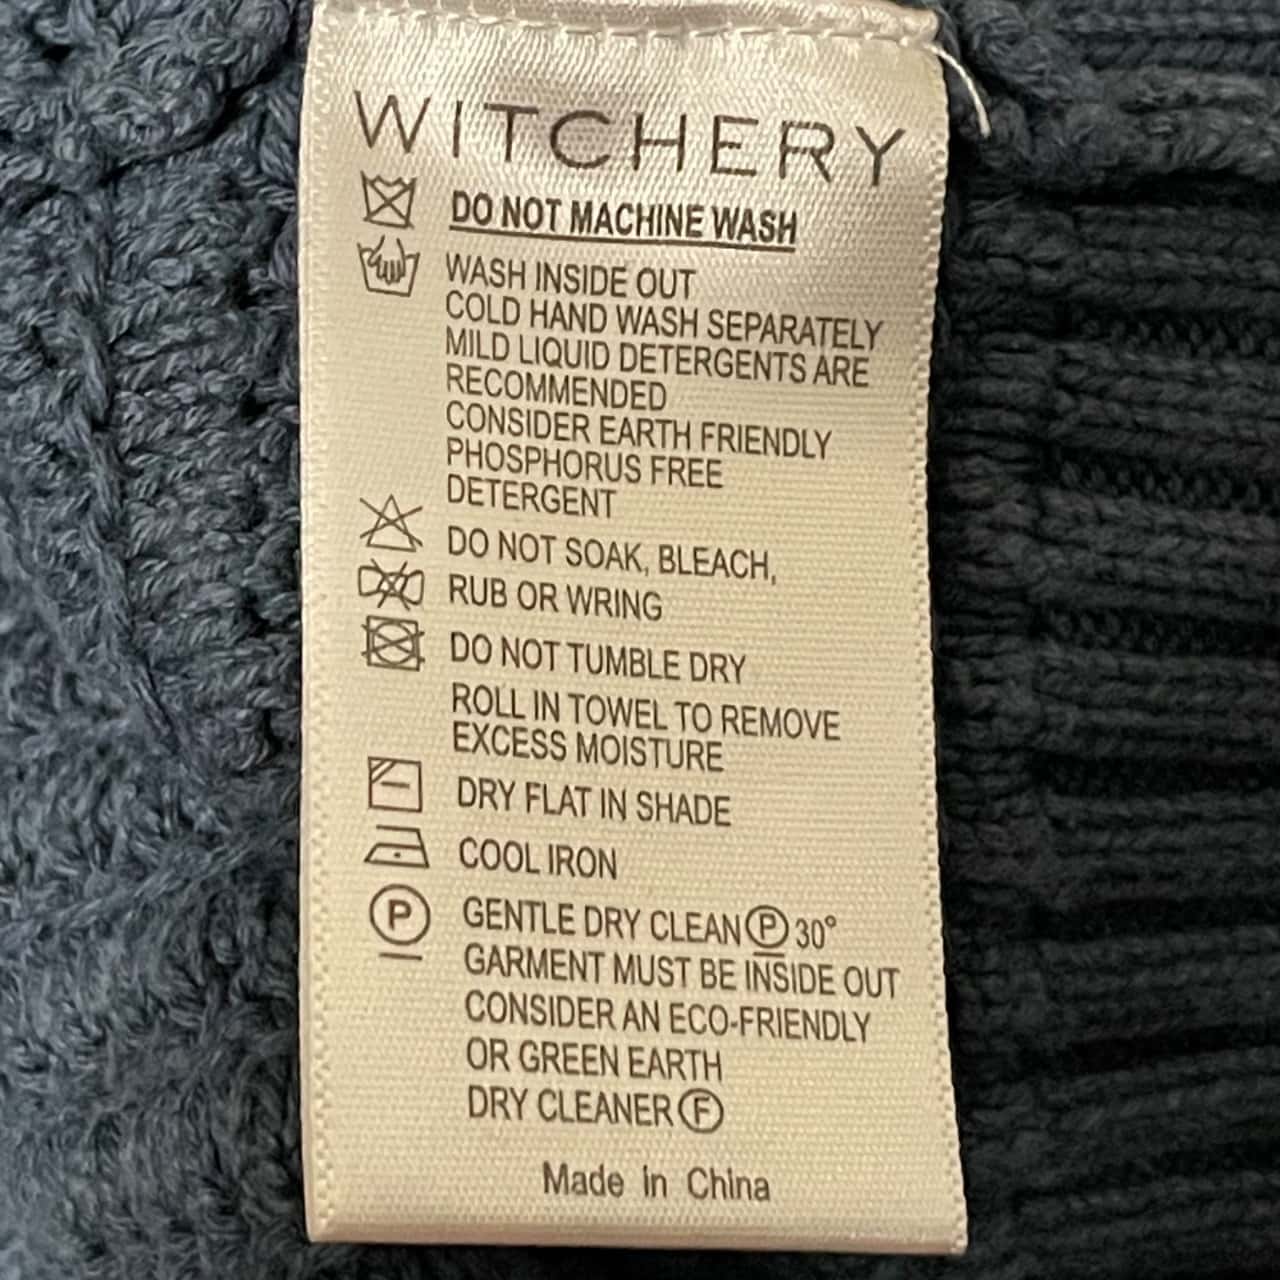 WITCHERY
DO NOT MACHINE WASH
WASH INSIDE OUT
COLD HAND WASH SEPARATELY
MILD LIQUID DETERGENTS ARE
RECOMMENDED
CONSIDER EARTH FRIENDLY
PHOSPHORUS FREE
DETERGENT
DO NOT SOAK, BLEACH,
RUB OR WRING
DO NOT TUMBLE DRY
ROLL IN TOWEL TO REMOVE
EXCESS MOISTURE
DRY FLAT IN SHADE
COOL IRON
P GENTLE DRY CLEAN Ⓟ 30°
GARMENT MUST BE INSIDE OUT
CONSIDER AN ECO-FRIENDLY
OR GREEN EARTH
DRY CLEANER Ⓕ
Made in China